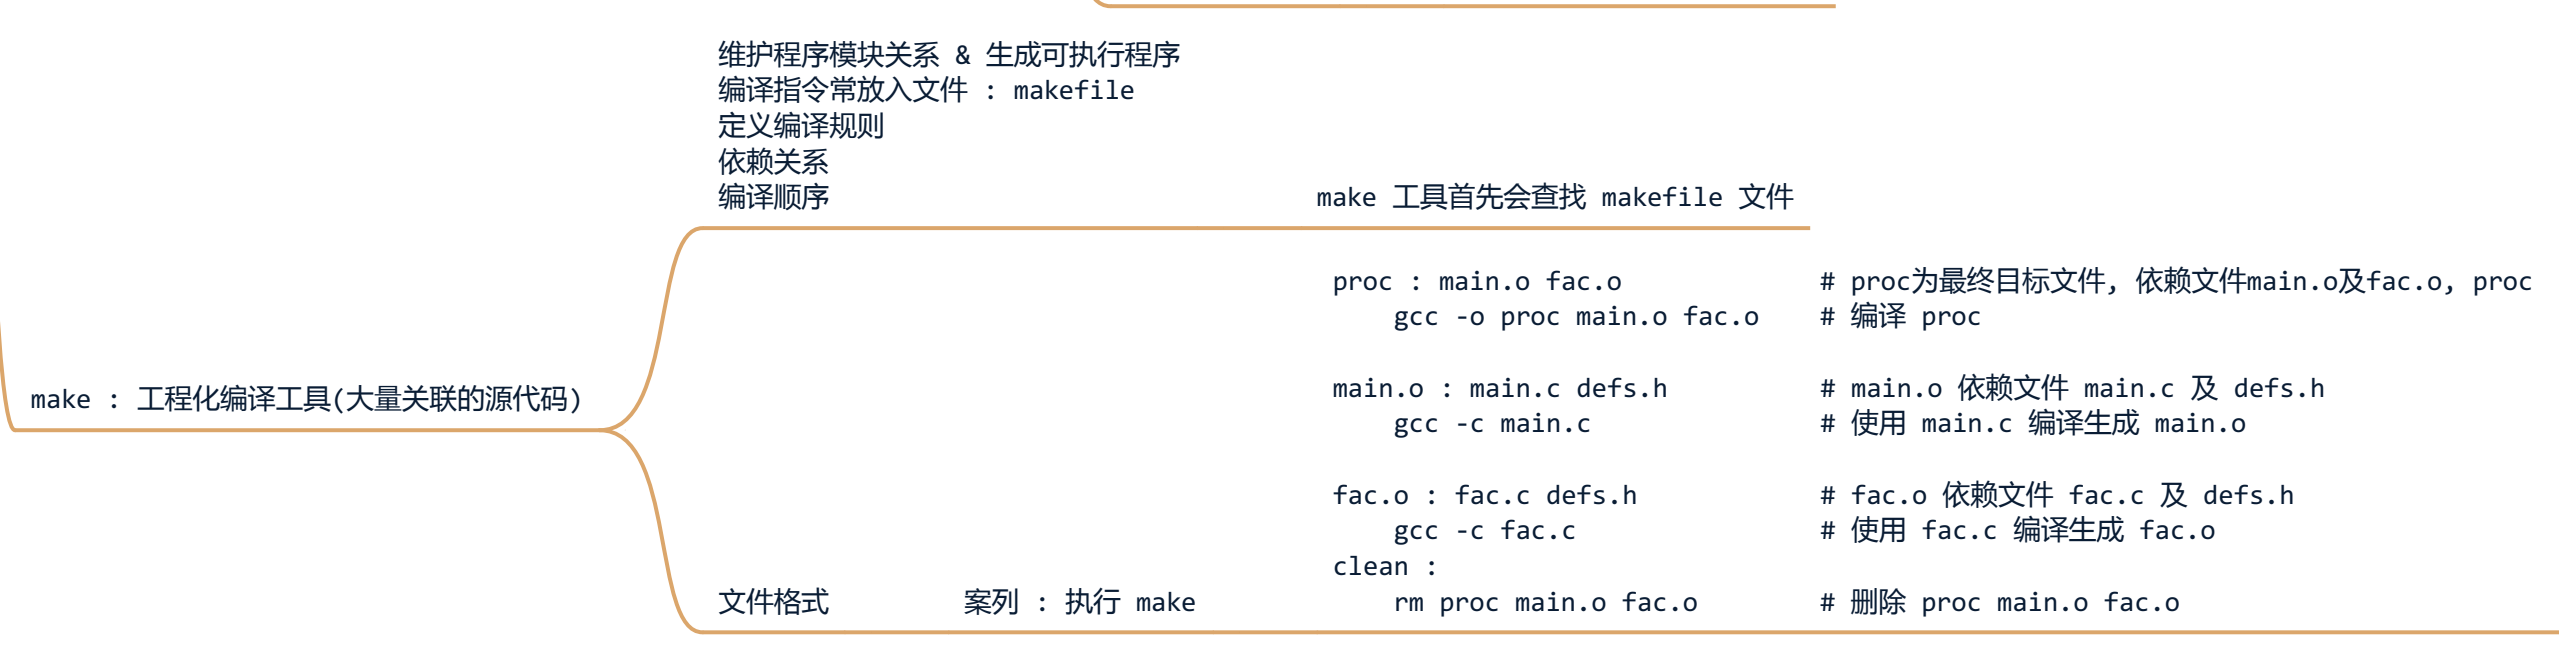 维护程序模块关系 & 生成可执行程序
编译指令常放入文件 : makefile
定义编译规则
依赖关系
编译顺序 make 工具首先会查找 makefile 文件
make : 工程化编译工具(大量关联的源代码)
proc : main.o fac.o # proc为最终目标文件, 依赖文件main.o及fac.o, proc
gcc -o proc main.o fac.o # 编译 proc
main.o : main.c defs.h # main.o 依赖文件 main.c 及 defs.h
gcc -c main.c # 使用 main.c 编译生成 main.o
fac.o : fac.c defs.h # fac.o 依赖文件 fac.c 及 defs.h
gcc -c fac.c # 使用 fac.c 编译生成 fac.o
clean :
文件格式 案列 : 执行 make rm proc main.o fac.o # 删除 proc main.o fac.o